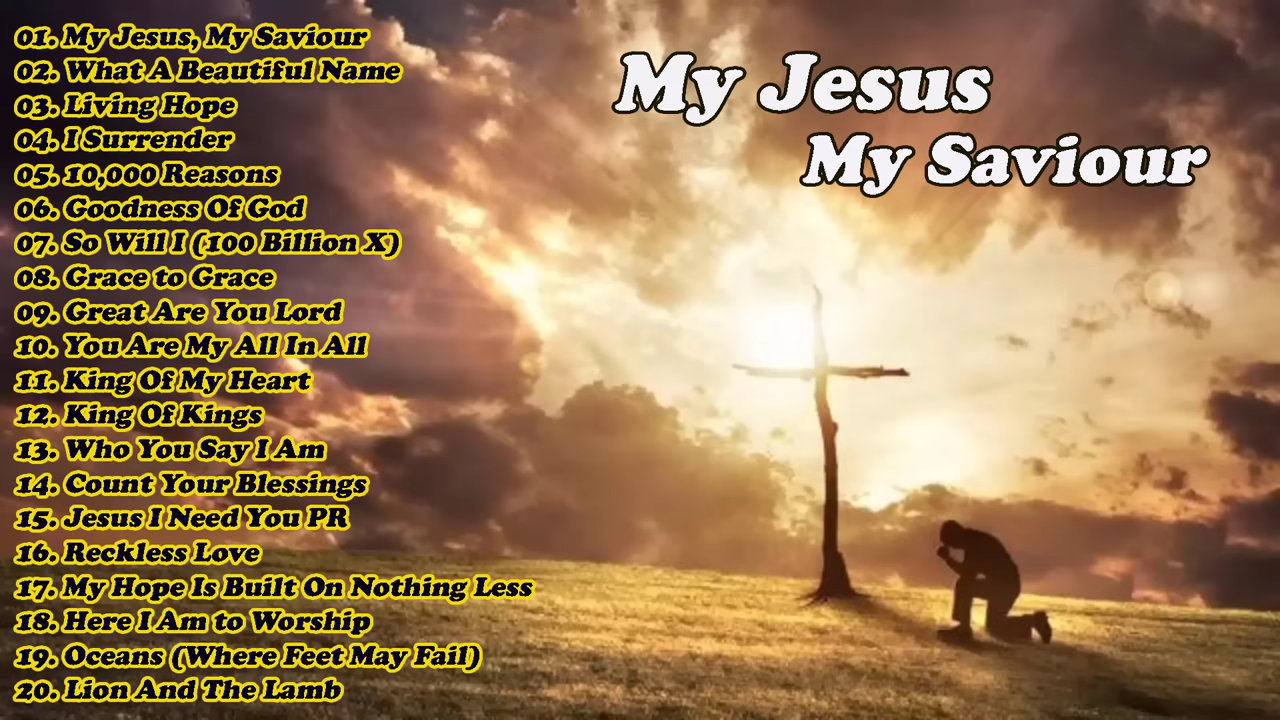 01. My Jesus, My Saviour
02. What A Beautiful Name
03. Living Hope
04. I Surrender
05. 10,000 Reasons
06. Goodness Of God
07. So Will I (100 Billion X)
08. Grace to Grace
09. Great Are You Lord
10. You Are My All In All
11. King Of My Heart
12. King Of Kings
13. Who You Say I Am
14. Count Your Blessings
15. Jesus I Need You PR
16. Reckless Love
17. My Hope Is Built On Nothing Less
18. Here I Am to Worship
19. Oceans (Where Feet May Fail)
20. Lion And The Lamb
My Jesus
My Saviour